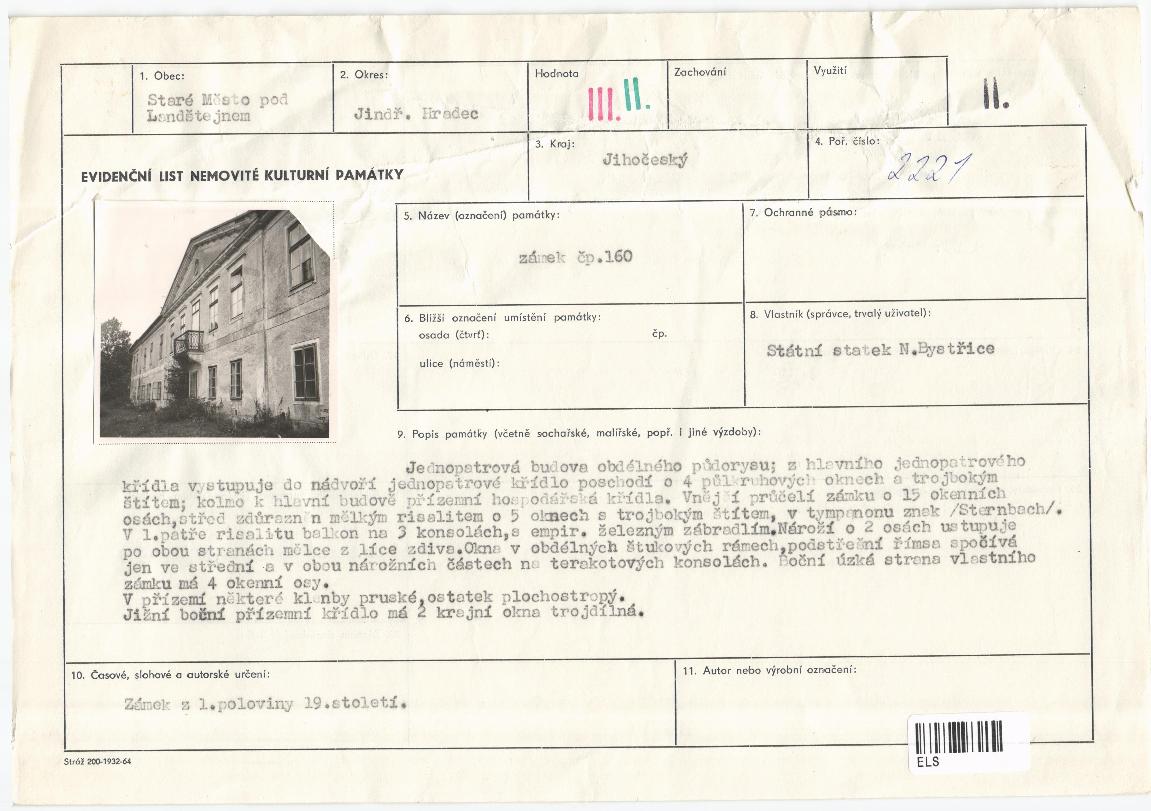 1. Obec:
Staré Město pod
Landštejnem
2. Okres:
Jindř. Hradec
Hodnota
III. II.
Zachování
Využití
II.
3. Kraj:
Jihočeský
4. Poř. číslo:
2221
EVIDENČNÍ LIST NEMOVITÉ KULTURNÍ PAMÁTKY
5. Název (označení) památky:
zámek čp.160
7. Ochranné pásmo:
6. Bližší označení umístění památky:
osada (čtvrť): čp.
ulice (náměstí):
8. Vlastník (správce, trvalý uživatel):
Státní statek N.Bystřice
9. Popis památky (včetně sochařské, malířské, popř. i jiné výzdoby):
Jednopatrová budova obdélného půdorysu; z hlavního jednopatrového
křídla vystupuje do nádvoří jednopatrové křídlo poschodí o 4 půlkruhových oknech a trojbokým
štítem; kolmo k hlavní budově přízemní hospodářská křídla. Vnější průčelí zámku o 15 okenních
osách,střed zdůrazněn mělkým risalitem o 5 oknech s trojbokým štítem, v tympanonu znak /Sternbach/.
V 1.patře risalitu balkon na 3 konsolách,s empir. železným zábradlím.Nároží o 2 osách ustupuje
po obou stranách mělce z líce zdiva.Okna v obdélných štukových rámech,podstřešní římsa spočívá
jen ve střední a v obou nárožních částech na terakotových konsolách. Boční úzká strana vlastního
zámku má 4 okenní osy.
V přízemí některé klenby pruské,ostatek plochostropý.
Jižní boční přízemní křídlo má 2 krajní okna trojdílná.
10. Časové, slohové a autorské určení:
Zámek z 1.poloviny 19.století.
11. Autor nebo výrobní označení:
Stráž 200-1932-64
ELS